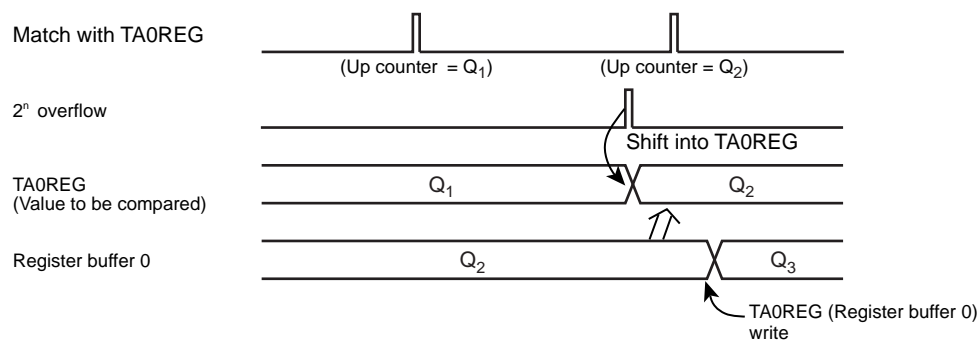 Match with TA0REG
(Up counter = Q₁)
(Up counter = Q₂)
2ⁿ overflow
Shift into TA0REG
TA0REG
(Value to be compared)
Q₁
Q₂
Register buffer 0
Q₂
Q₃
TA0REG (Register buffer 0)
write